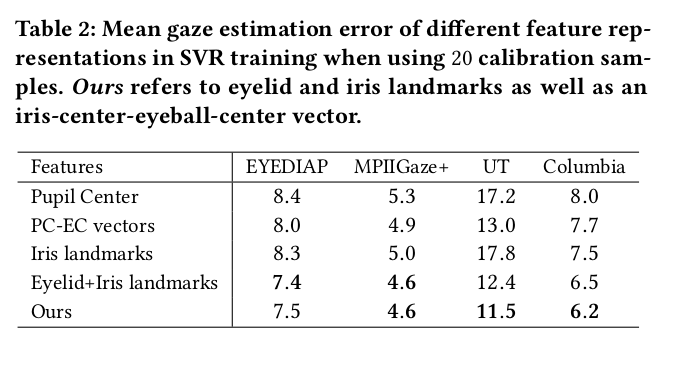 Table 2: Mean gaze estimation error of different feature rep-
resentations in SVR training when using 20 calibration sam-
ples. Ours refers to eyelid and iris landmarks as well as an
iris-center-eyeball-center vector.
Features EYEDIAP MPIIGaze+ UT Columbia
Pupil Center 8.4 5.3 17.2 8.0
PC-EC vectors 8.0 4.9 13.0 7.7
Iris landmarks 8.3 5.0 17.8 7.5
Eyelid+Iris landmarks 7.4 4.6 12.4 6.5
Ours 7.5 4.6 11.5 6.2